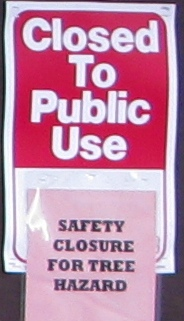 Closed
To
Public
Use
SAFETY
CLOSURE
FOR TREE
HAZARD